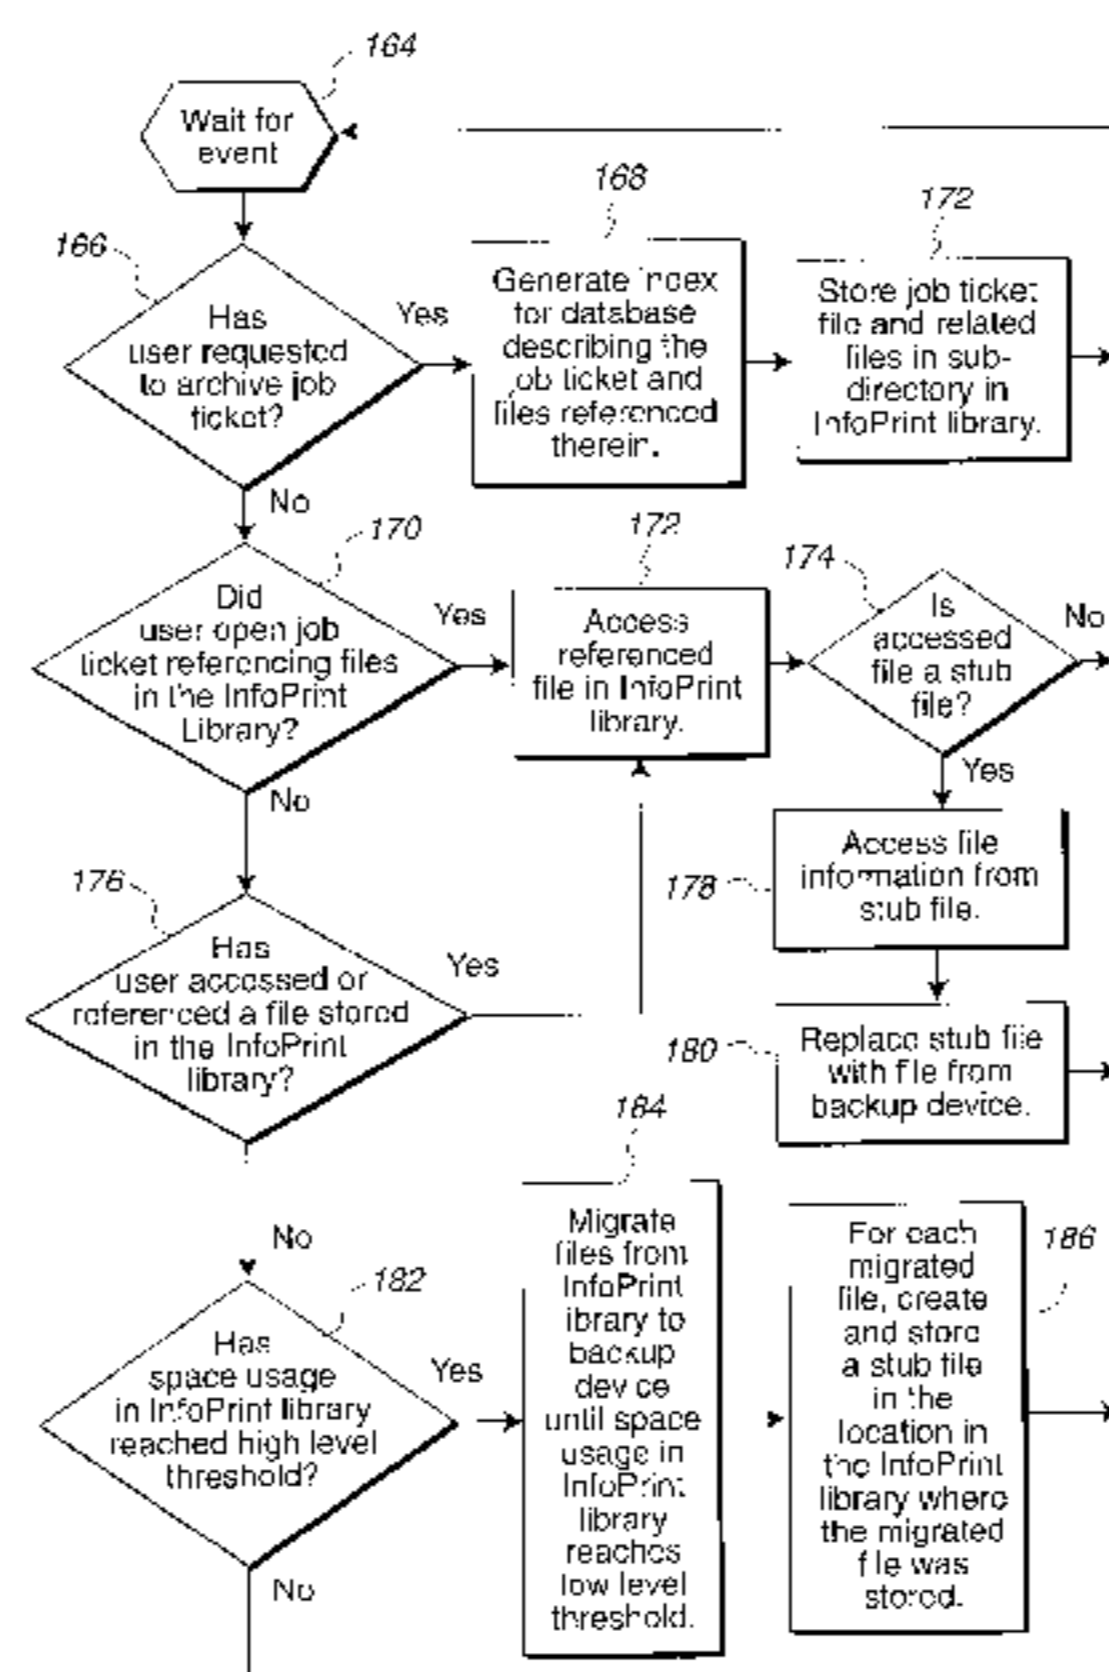 164
Wait for
event
166
Has
user requested
to archive job
ticket?
Yes
No
168
Generate index
for database
describing the
job ticket and
files referenced
therein.
172
Store job ticket
file and related
files in sub-
directory in
InfoPrint library.
170
Did
user open job
ticket referencing files
in the InfoPrint
Library?
Yes
No
172
Access
referenced
file in InfoPrint
library.
174
Is
accessed
file a stub
file?
No
Yes
176
Has
user accessed or
referenced a file stored
in the InfoPrint
library?
Yes
No
178
Access file
information from
stub file.
180
Replace stub file
with file from
backup device.
182
Has
space usage
in InfoPrint library
reached high level
threshold?
Yes
No
184
Migrate
files from
InfoPrint
library to
backup
device
until space
usage in
InfoPrint
library
reaches
low level
threshold.
186
For each
migrated
file, create
and store
a stub file
in the
location in
the InfoPrint
library where
the migrated
file was
stored.